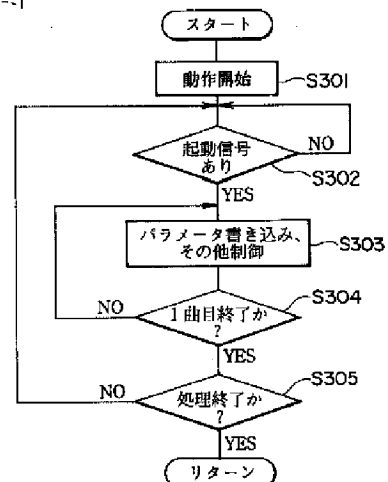 スタート
動作開始
S301
起動信号
あり
NO
S302
YES
パラメータ書き込み、
その他制御
S303
NO
1曲目終了か
?
S304
YES
NO
処理終了か
?
S305
YES
リターン